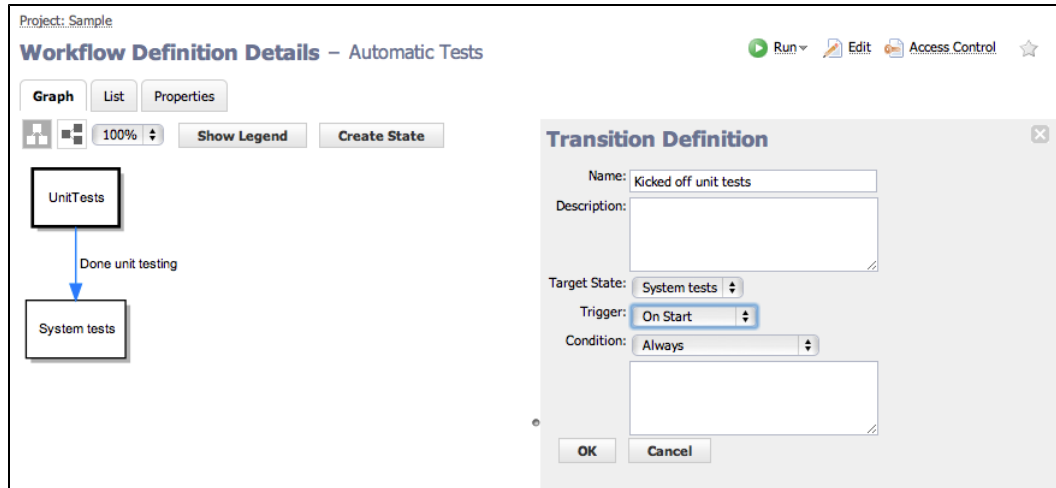 Project: Sample
Workflow Definition Details – Automatic Tests
Run Edit Access Control
Graph List Properties
100% Show Legend Create State
UnitTests
Done unit testing
System tests
Transition Definition
Name: Kicked off unit tests
Description:
Target State: System tests
Trigger: On Start
Condition: Always
OK Cancel